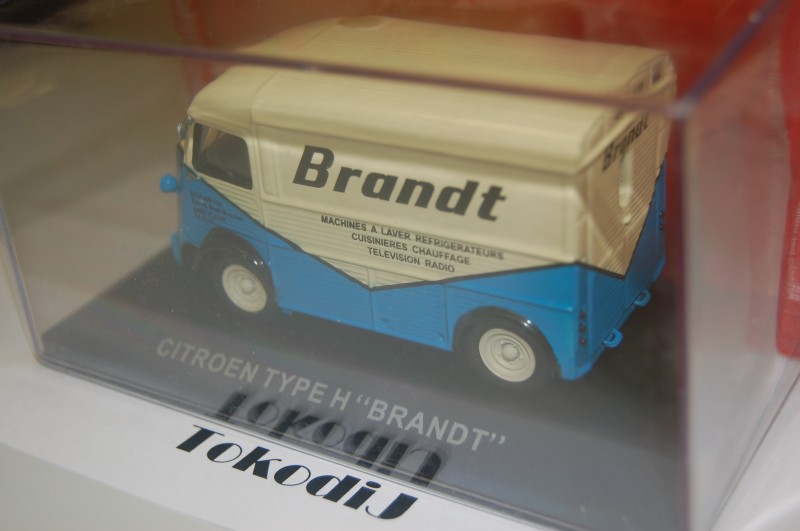 Brandt
MACHINES A LAVER REFRIGERATEURS
CUISINIERES CHAUFFAGE
TELEVISION RADIO
Brandt
CITROEN TYPE H "BRANDT"
Tokodij